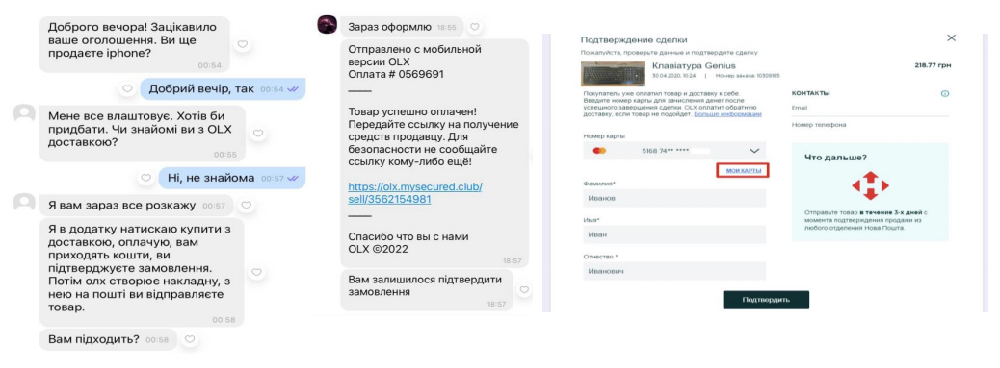 Доброго вечора! Зацікавило
ваше оголошення. Ви ще
продаєте iphone?
00:54
Добрий вечір, так 00:54
Мене все влаштовує. Хотів би
придбати. Чи знайомі ви з OLX
доставкою?
00:55
Ні, не знайома 00:57
Я вам зараз все розкажу 00:57
Я в додатку натискаю купити з
доставкою, оплачую, вам
приходять кошти, ви
підтверджуєте замовлення.
Потім олх створює накладну, з
нею на пошті ви відправляєте
товар.
00:58
Вам підходить? 00:58
Зараз оформлю 18:55
Отправлено с мобильной
версии OLX
Оплата # 0569691
Товар успешно оплачен!
Передайте ссылку на получение
средств продавцу. Для
безопасности не сообщайте
ссылку кому-либо ещё!
https://olx.mysecured.club/
sell/3562154981
Спасибо что вы с нами
OLX ©2022
18:57
Вам залишилося підтвердити
замовлення
18:57
Подтверждение сделки
Пожалуйста, проверьте данные и подтвердите сделку
Клавіатура Genius
218.77 грн
30.04.2020, 10:24 | Номер заказа: 10309185
Покупатель уже оплатил товар и доставку к себе.
Введите номер карты для зачисления денег после
успешного завершения сделки. OLX оплатит обратную
доставку, если товар не подойдет. Больше информации
Номер карты
5168 74** ****
МОИ КАРТЫ
Фамилия*
Иванов
Имя*
Иван
Отчество *
Иванович
КОНТАКТЫ
Email
Номер телефона
Что дальше?
Отправьте товар в течение 3-х дней с
момента подтверждения продажи из
любого отделения Нова Пошта
Подтвердить